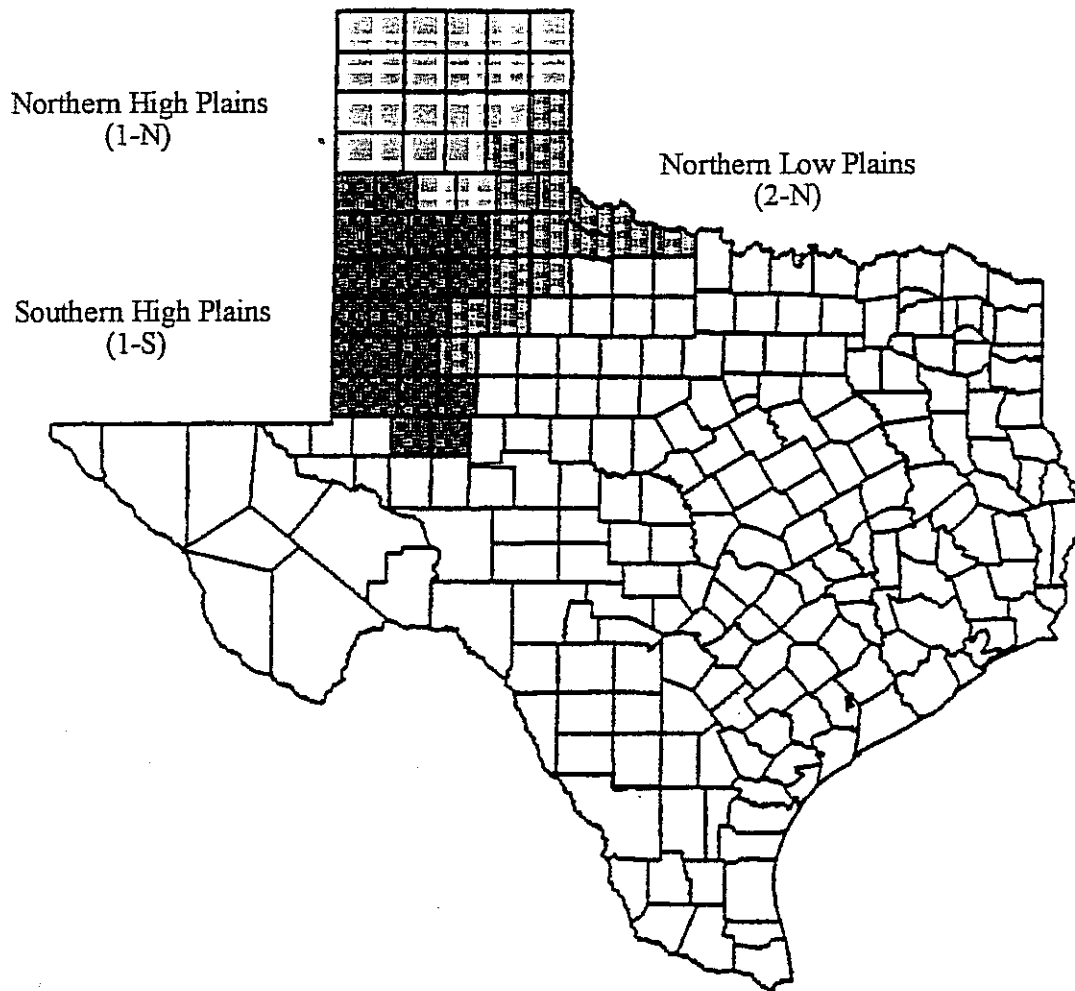 Northern High Plains
(1-N)
Northern Low Plains
(2-N)
Southern High Plains
(1-S)